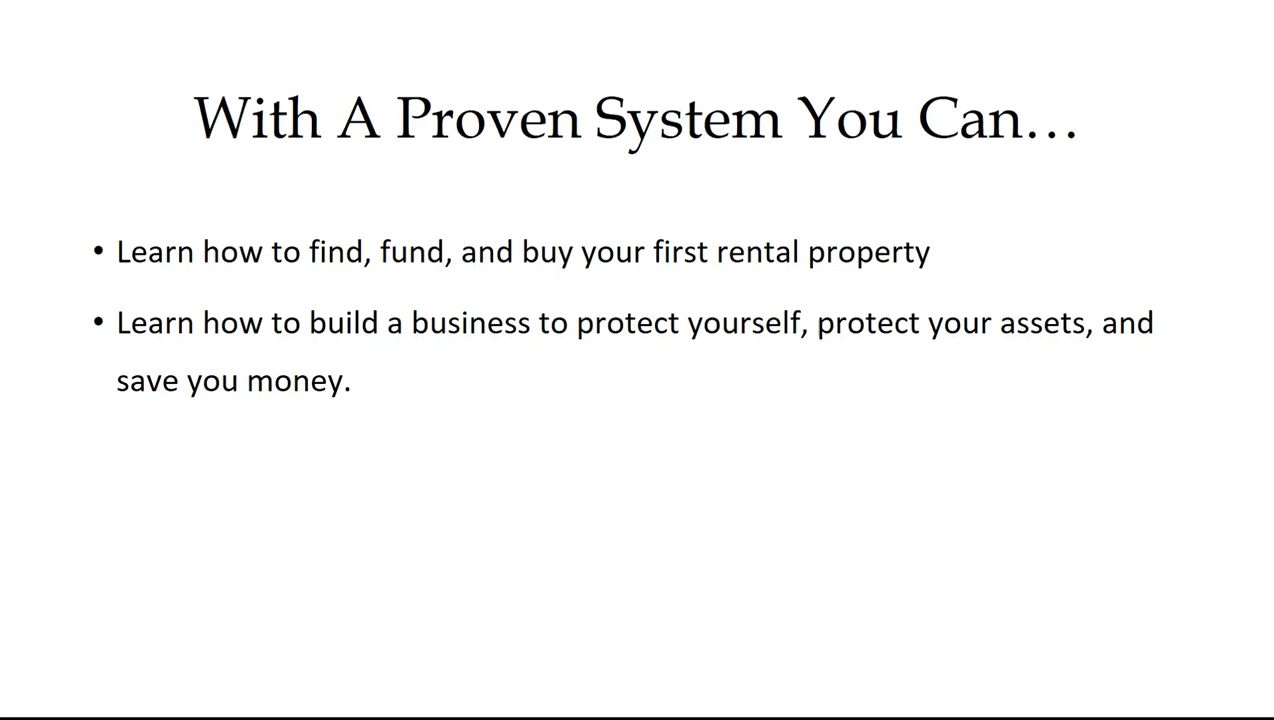 With A Proven System You Can…
• Learn how to find, fund, and buy your first rental property
• Learn how to build a business to protect yourself, protect your assets, and
save you money.